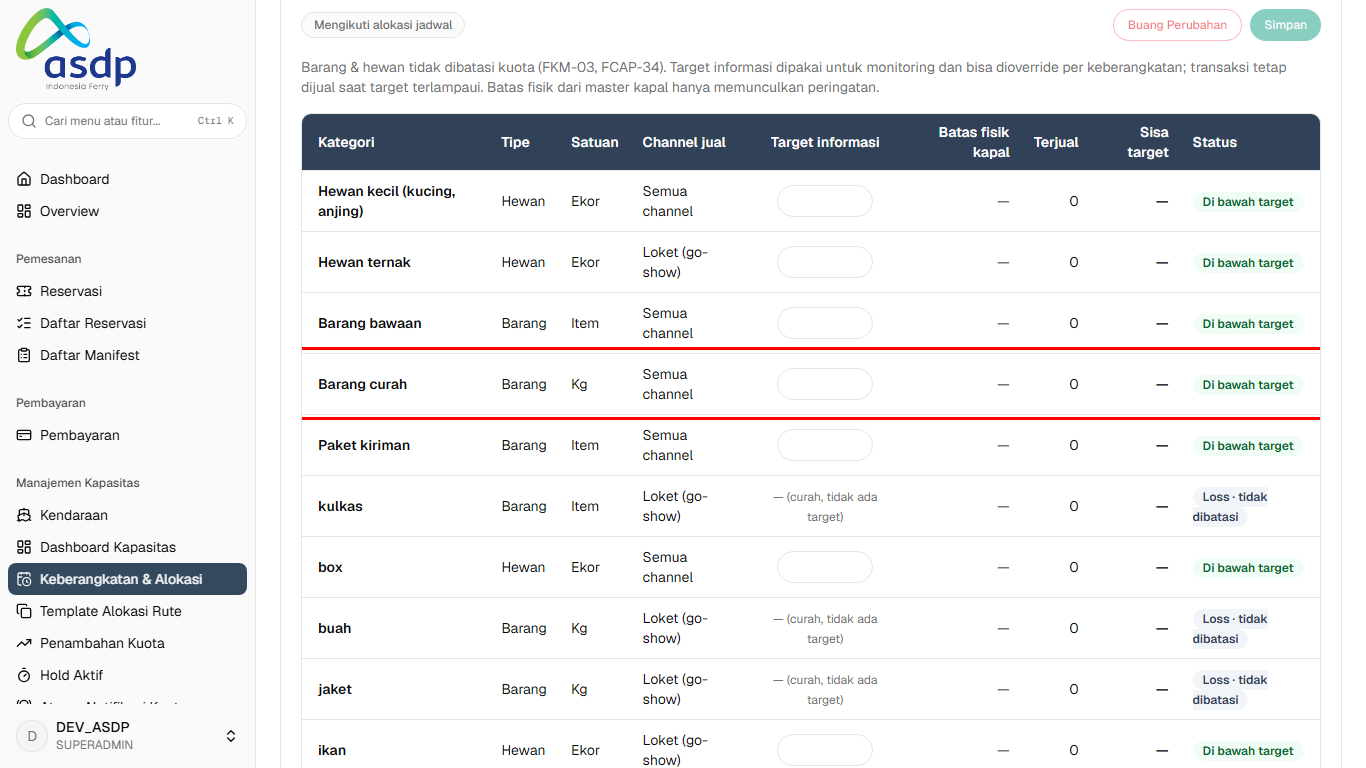 asdp
Indonesia Ferry
Cari menu atau fitur...
Ctrl K
Dashboard
Overview
Pemesanan
Reservasi
Daftar Reservasi
Daftar Manifest
Pembayaran
Pembayaran
Manajemen Kapasitas
Kendaraan
Dashboard Kapasitas
Keberangkatan & Alokasi
Template Alokasi Rute
Penambahan Kuota
Hold Aktif
D
DEV_ASDP
SUPERADMIN
Mengikuti alokasi jadwal
Buang Perubahan
Simpan
Barang & hewan tidak dibatasi kuota (FKM-03, FCAP-34). Target informasi dipakai untuk monitoring dan bisa dioverride per keberangkatan; transaksi tetap
dijual saat target terlampaui. Batas fisik dari master kapal hanya memunculkan peringatan.
Kategori Tipe Satuan Channel jual Target informasi Batas fisik kapal Terjual Sisa target Status
Hewan kecil (kucing, anjing) Hewan Ekor Semua channel — 0 — Di bawah target
Hewan ternak Hewan Ekor Loket (go-show) — 0 — Di bawah target
Barang bawaan Barang Item Semua channel — 0 — Di bawah target
Barang curah Barang Kg Semua channel — 0 — Di bawah target
Paket kiriman Barang Item Semua channel — 0 — Di bawah target
kulkas Barang Item Loket (go-show) — (curah, tidak ada target) — 0 — Loss · tidak dibatasi
box Hewan Ekor Semua channel — 0 — Di bawah target
buah Barang Kg Loket (go-show) — (curah, tidak ada target) — 0 — Loss · tidak dibatasi
jaket Barang Kg Loket (go-show) — (curah, tidak ada target) — 0 — Loss · tidak dibatasi
ikan Hewan Ekor Loket (go-show) — 0 — Di bawah target